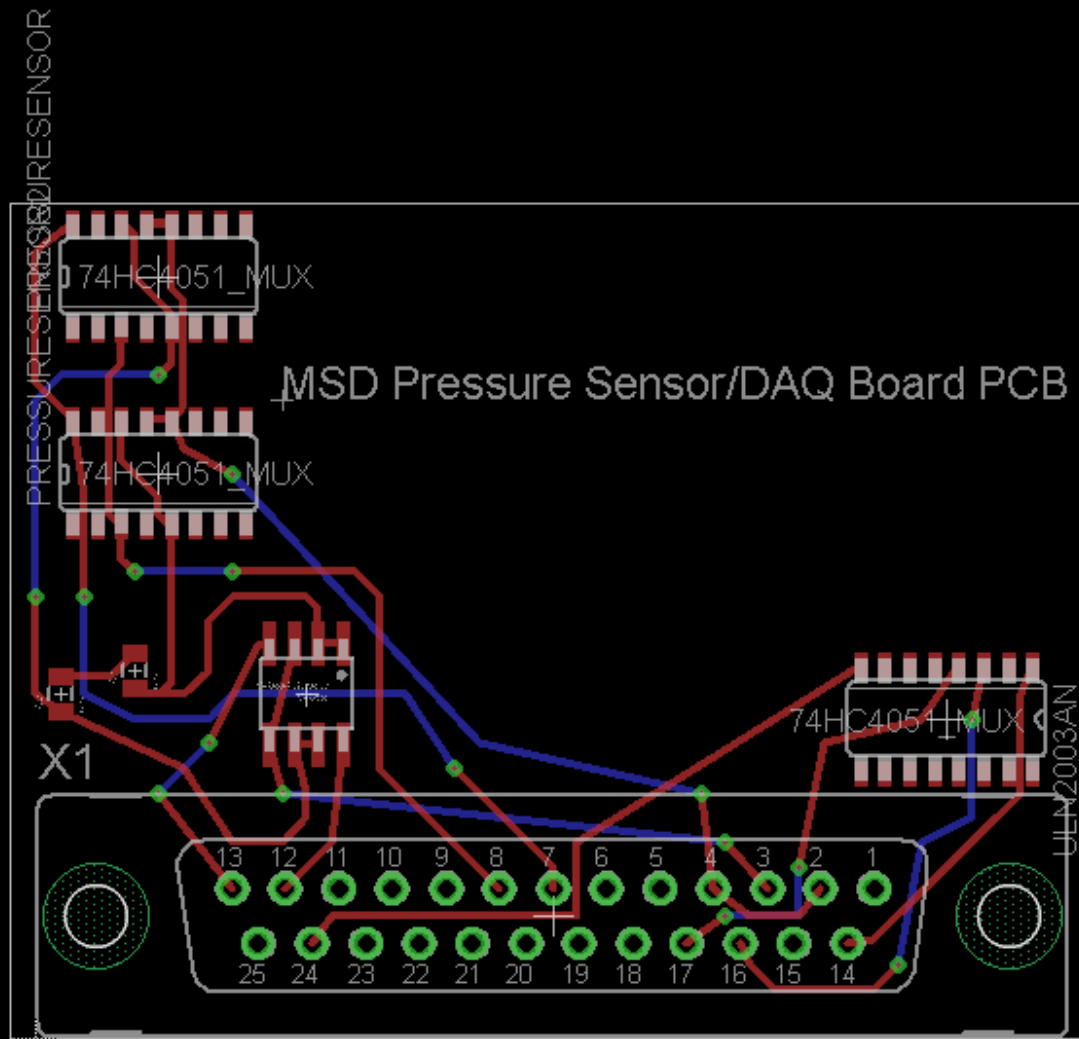 74HC4051_MUX
MSD Pressure Sensor/DAQ Board PCB
74HC4051_MUX
74HC4051_MUX
ULN2003AN
X1
13 12 11 10 9 8 7 6 5 4 3 2 1
25 24 23 22 21 20 19 18 17 16 15 14